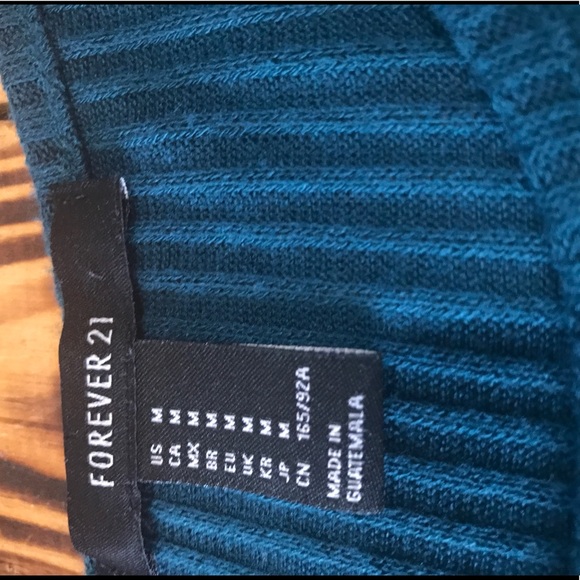 FOREVER 21
US M
CA M
MX M
BR M
EU M
UK M
KR M
JP M
CN 165/92A
MADE IN
GUATEMALA